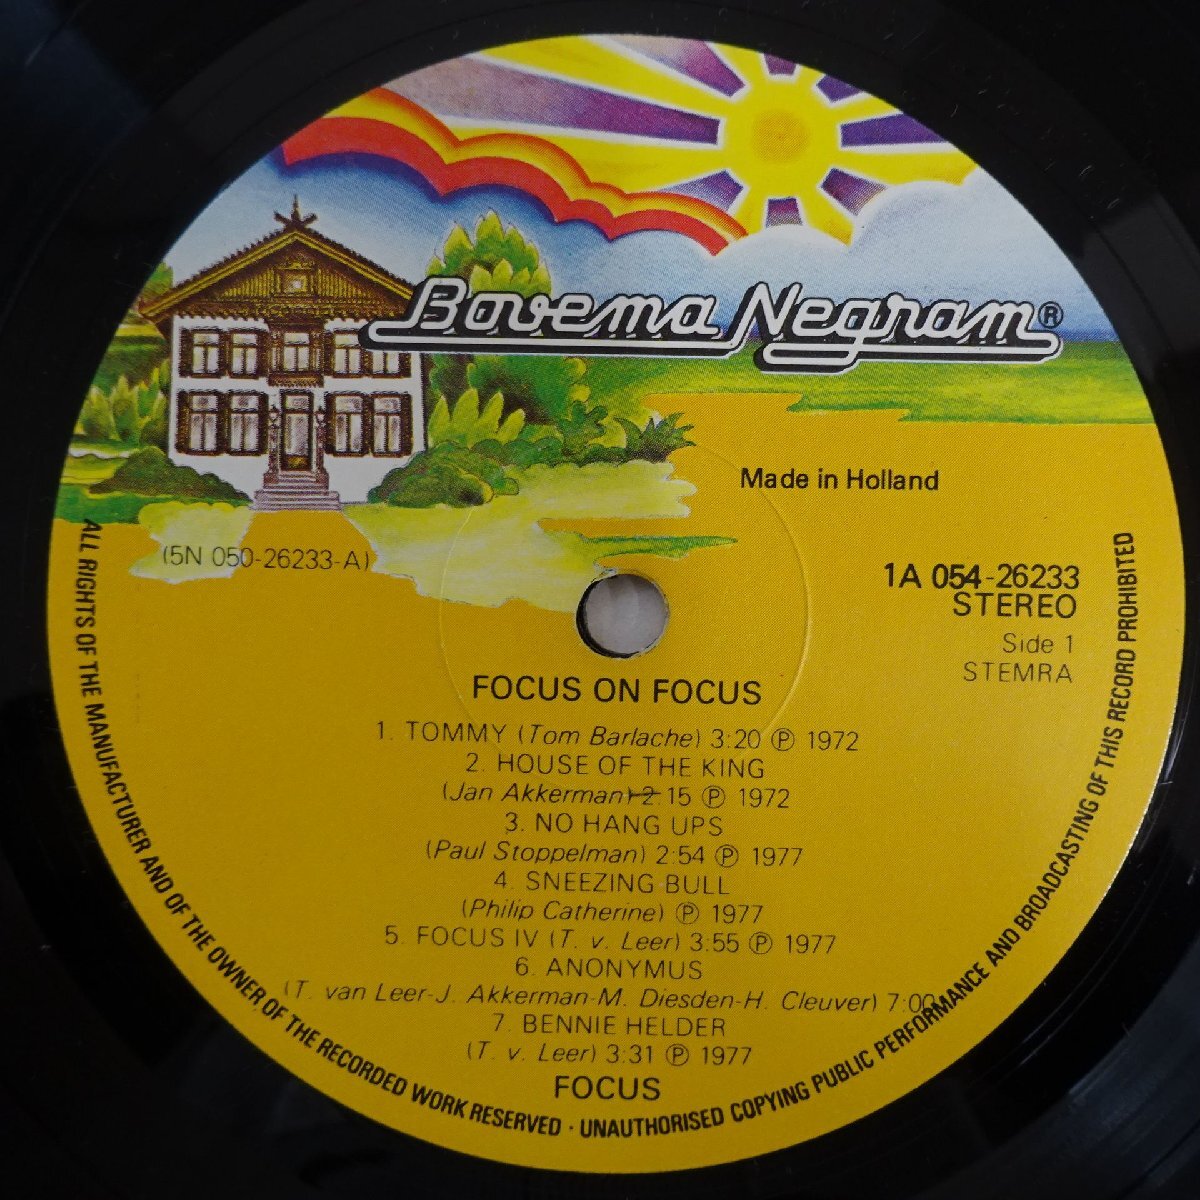 Bovema Negram®
Made in Holland
(5N 050-26233-A)
1A 054-26233
STEREO
Side 1
STEMRA
FOCUS ON FOCUS
1. TOMMY (Tom Barlache) 3:20 ℗ 1972
2. HOUSE OF THE KING
(Jan Akkerman) 2:15 ℗ 1972
3. NO HANG UPS
(Paul Stoppelman) 2:54 ℗ 1977
4. SNEEZING BULL
(Philip Catherine) ℗ 1977
5. FOCUS IV (T. v. Leer) 3:55 ℗ 1977
6. ANONYMUS
(T. van Leer-J. Akkerman-M. Diesden-H. Cleuver) 7:00
7. BENNIE HELDER
(T. v. Leer) 3:31 ℗ 1977
FOCUS
ALL RIGHTS OF THE MANUFACTURER AND OF THE OWNER OF THE RECORDED WORK RESERVED · UNAUTHORISED COPYING PUBLIC PERFORMANCE AND BROADCASTING OF THIS RECORD PROHIBITED